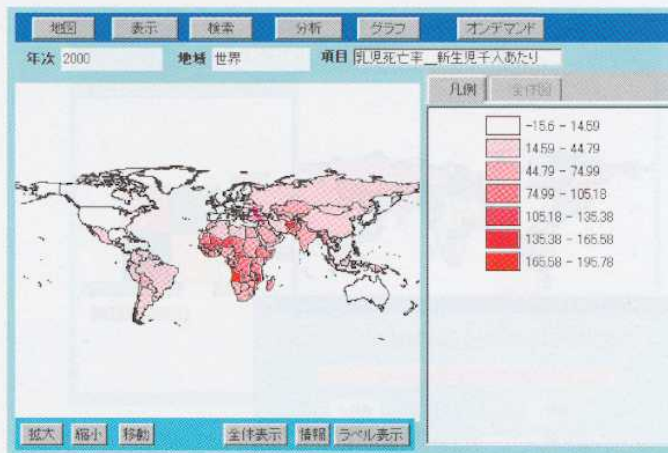 地図 表示 検索 分析 グラフ オンデマンド
年次 2000 地域 世界 項目 乳児死亡率__新生児千人あたり
凡例 全体図
-15.6 - 14.59
14.59 - 44.79
44.79 - 74.99
74.99 - 105.18
105.18 - 135.38
135.38 - 165.58
165.58 - 195.78
拡大 縮小 移動 全体表示 情報 ラベル表示